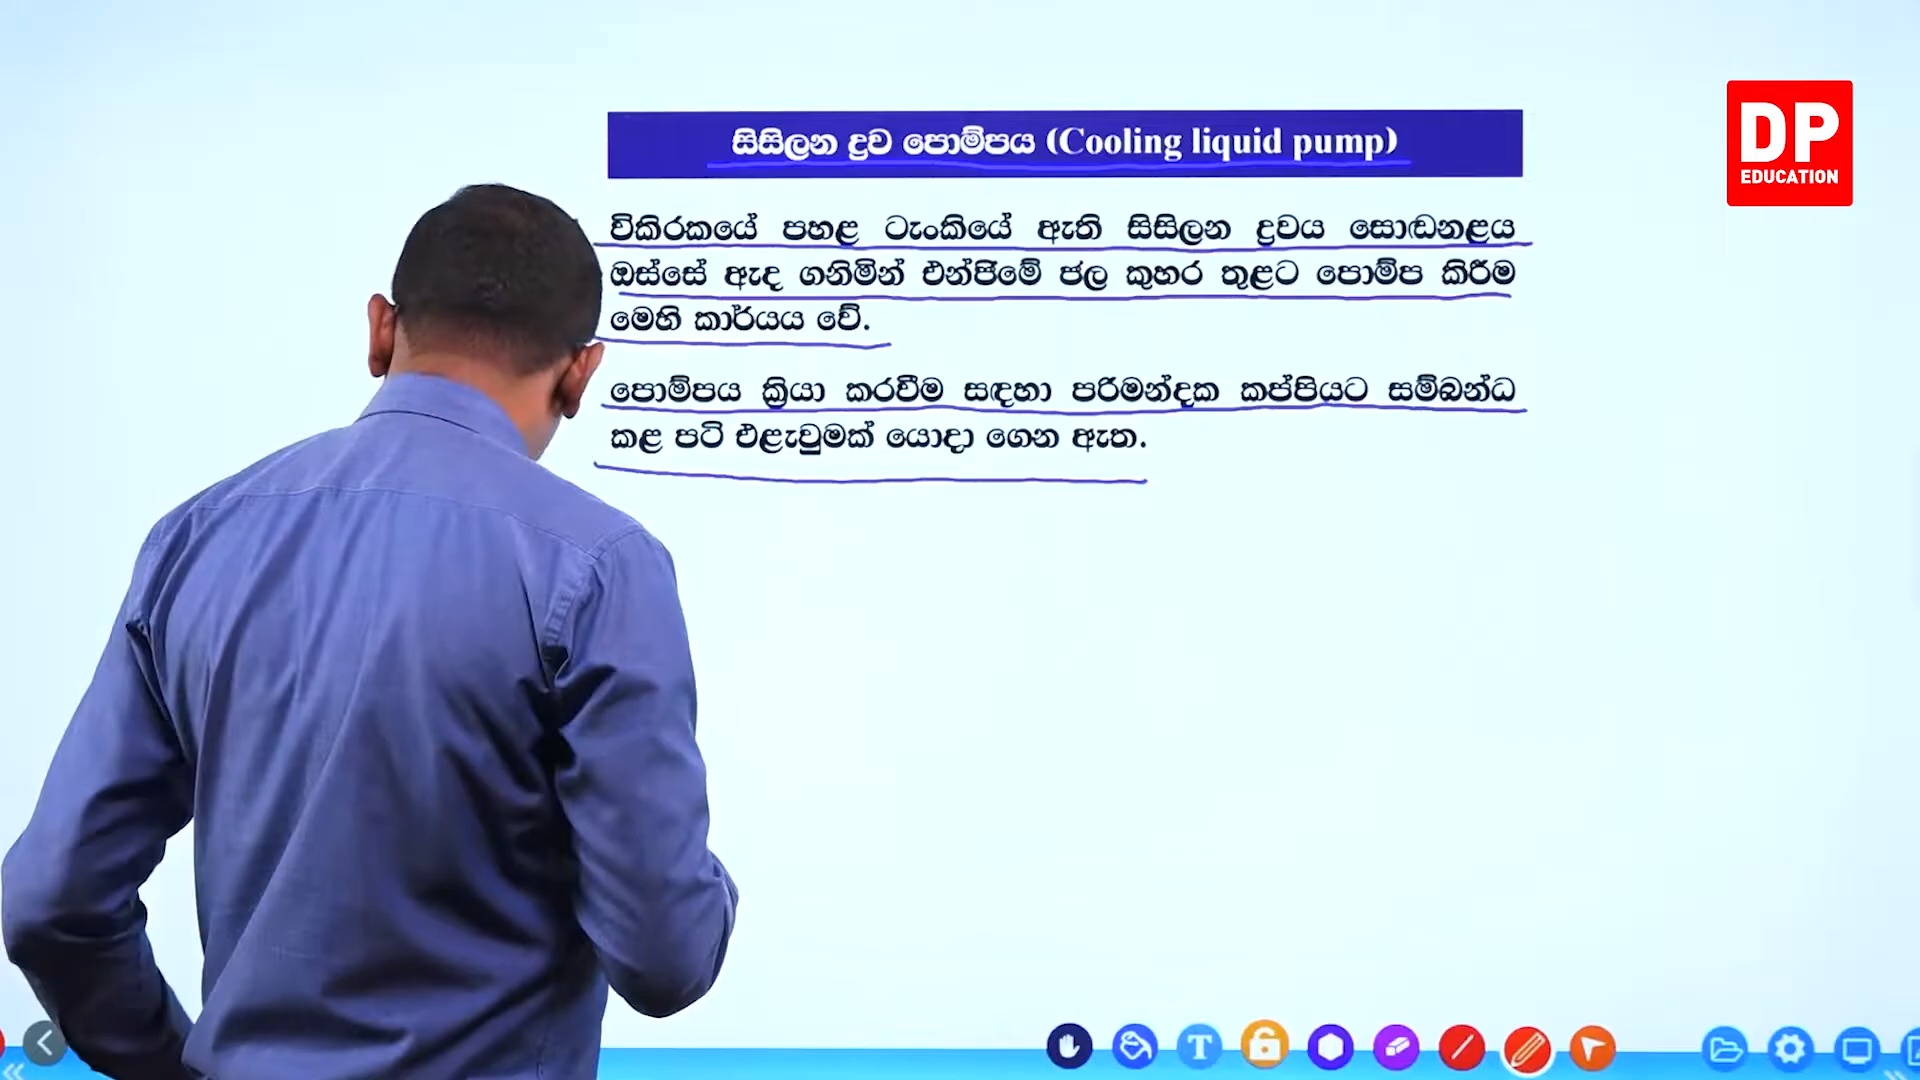 සිසිලන ද්‍රව පොම්පය (Cooling liquid pump)
DP
EDUCATION
විකිරකයේ පහළ ටැංකියේ ඇති සිසිලන ද්‍රවය සොඬනළය
ඔස්සේ ඇද ගනිමින් එන්ජිමේ ජල කුහර තුළට පොම්ප කිරීම
මෙහි කාර්යය වේ.
පොම්පය ක්‍රියා කරවීම සඳහා පරිමන්දක කප්පියට සම්බන්ධ
කළ පටි එළැවුමක් යොදා ගෙන ඇත.
T